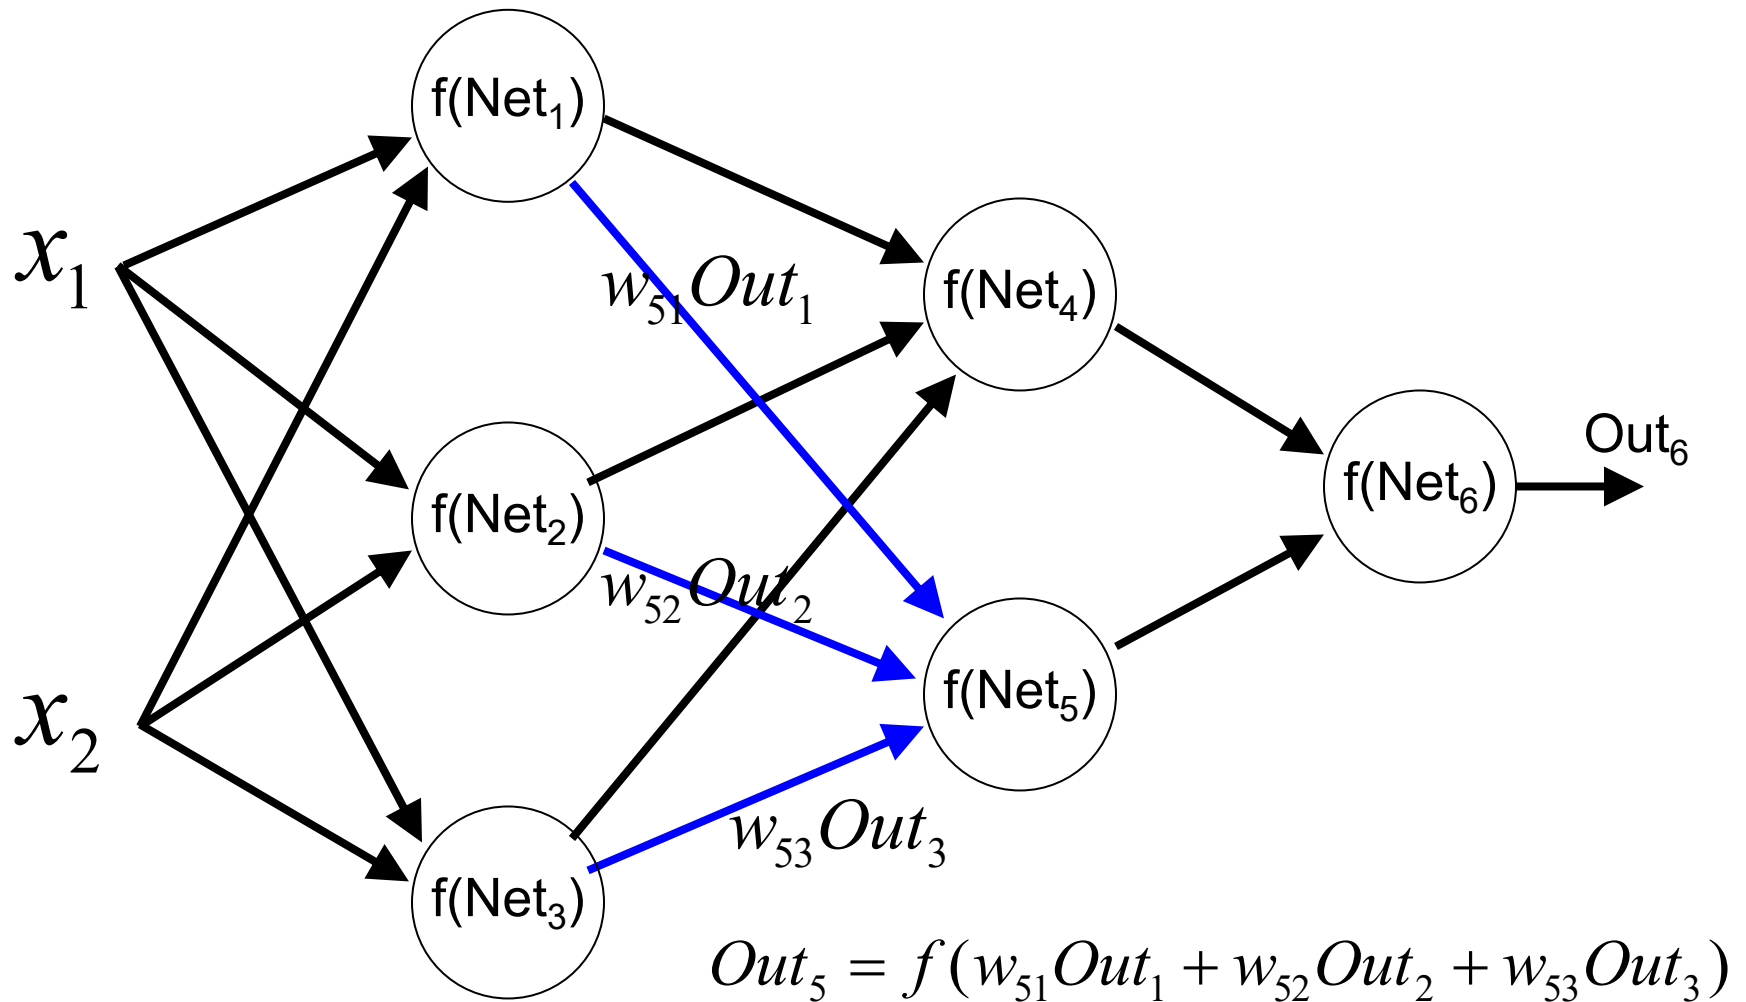 f(Net₁)
x₁
w₅₁Out₁
f(Net₄)
Out₆
f(Net₆)
f(Net₂)
w₅₂Out₂
f(Net₅)
x₂
w₅₃Out₃
f(Net₃)
Out₅ = f(w₅₁Out₁ + w₅₂Out₂ + w₅₃Out₃)